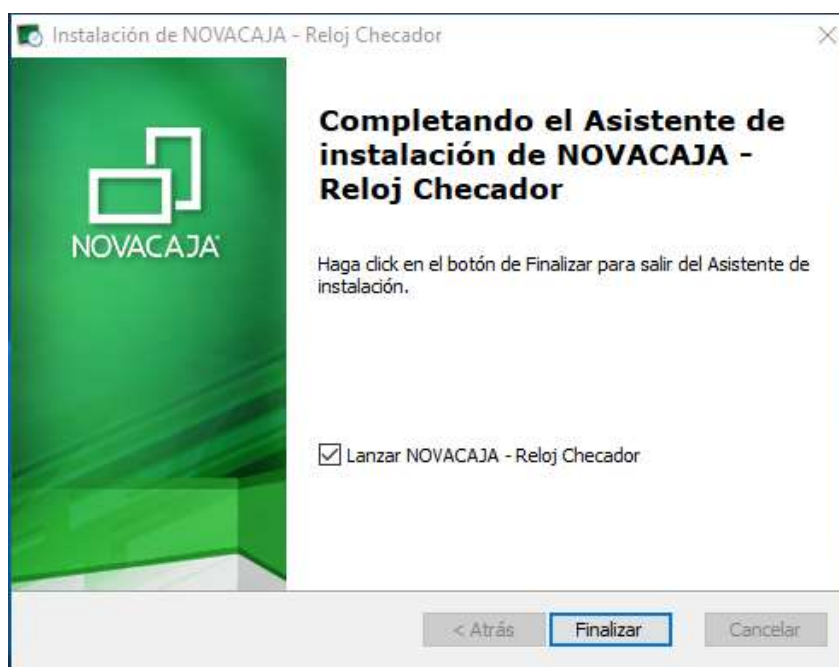 Instalación de NOVACAJA - Reloj Checador
NOVACAJA
Completando el Asistente de
instalación de NOVACAJA -
Reloj Checador
Haga click en el botón de Finalizar para salir del Asistente de
instalación.
Lanzar NOVACAJA - Reloj Checador
< Atrás
Finalizar
Cancelar